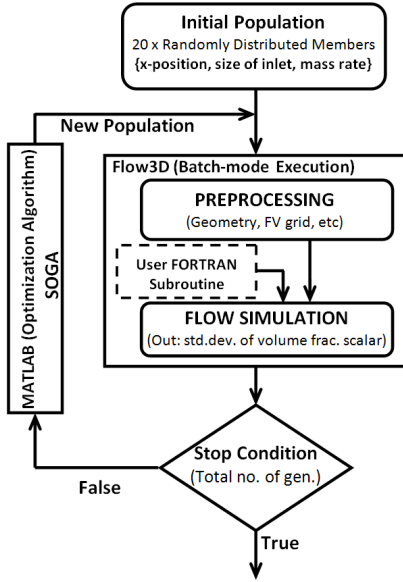 Initial Population
20 x Randomly Distributed Members
{x-position, size of inlet, mass rate}
New Population
Flow3D (Batch-mode Execution)
PREPROCESSING
(Geometry, FV grid, etc)
User FORTRAN
Subroutine
FLOW SIMULATION
(Out: std.dev. of volume frac. scalar)
MATLAB (Optimization Algorithm)
SOGA
Stop Condition
(Total no. of gen.)
False
True